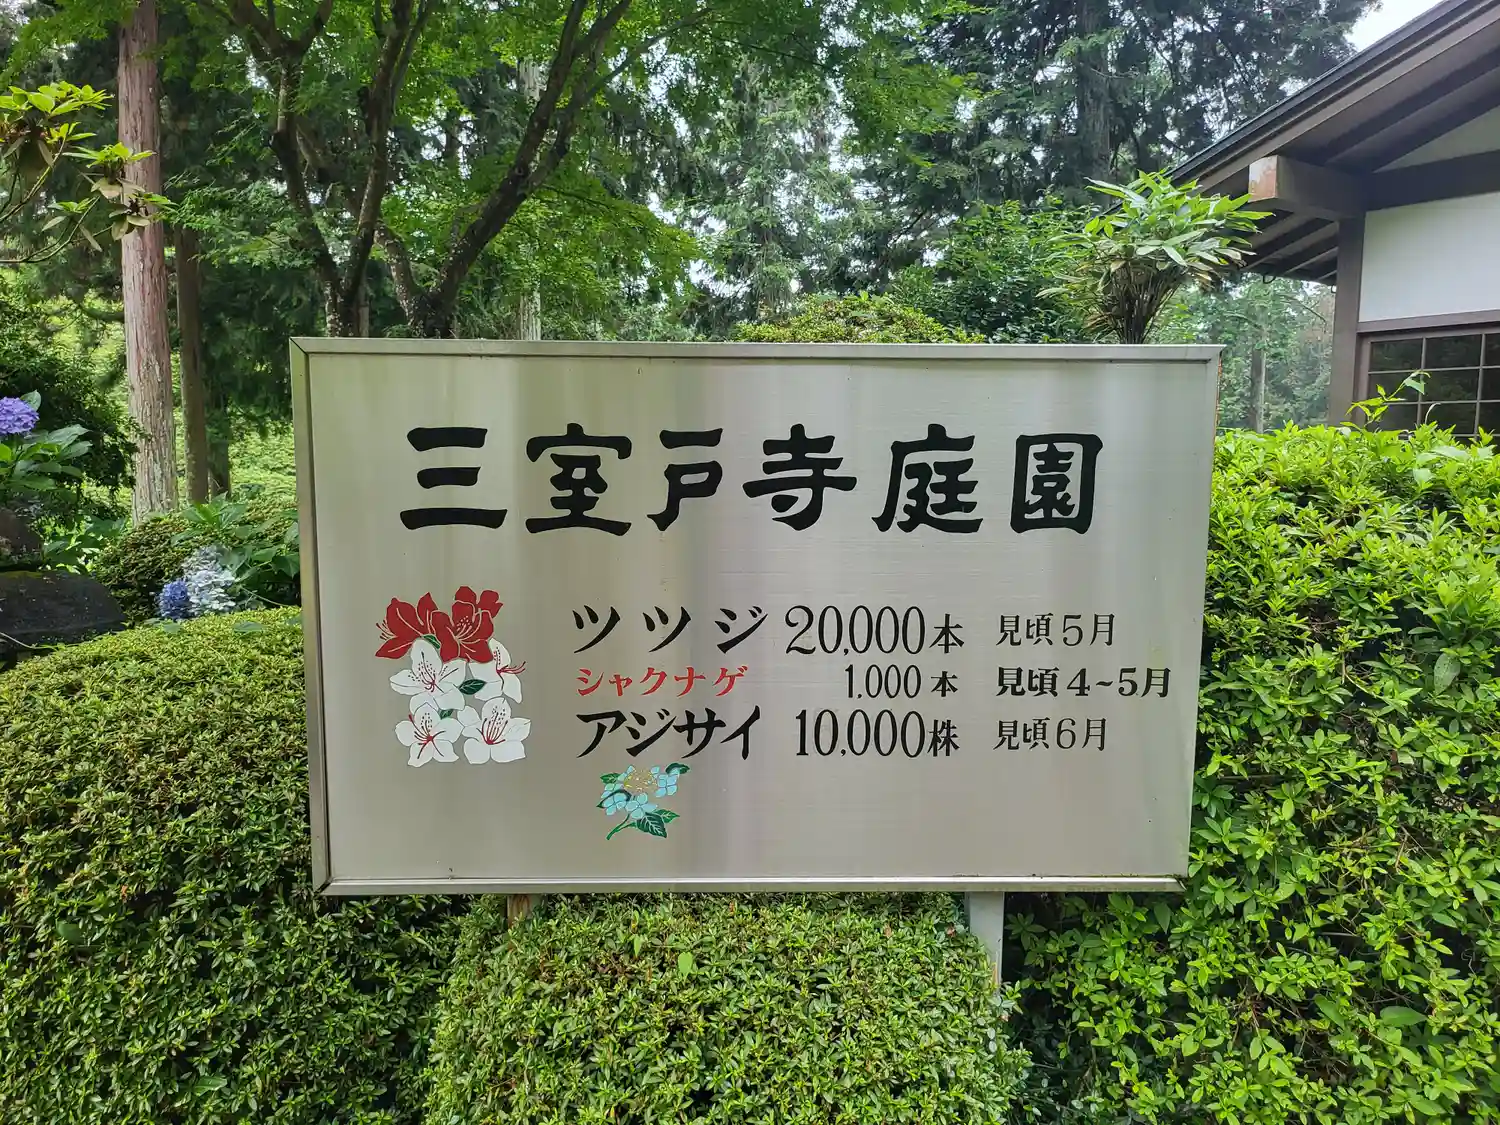 三室戸寺庭園
ツツジ 20,000本 見頃5月
シャクナゲ 1,000本 見頃4~5月
アジサイ 10,000株 見頃6月